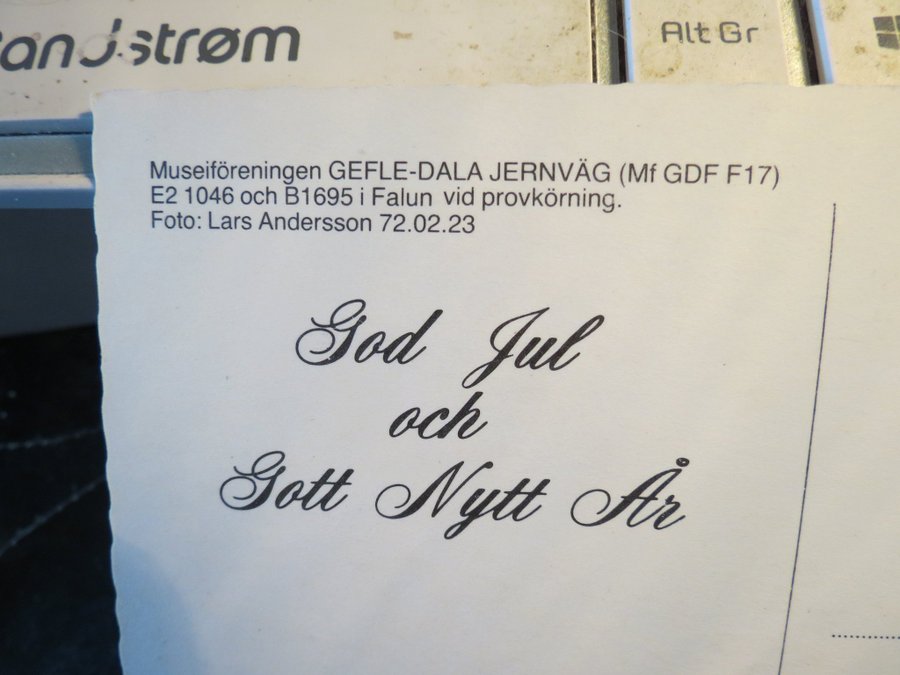 andstrøm
Alt Gr
Museiföreningen GEFLE-DALA JERNVÄG (Mf GDF F17)
E2 1046 och B1695 i Falun vid provkörning.
Foto: Lars Andersson 72.02.23
God Jul
och
Gott Nytt År